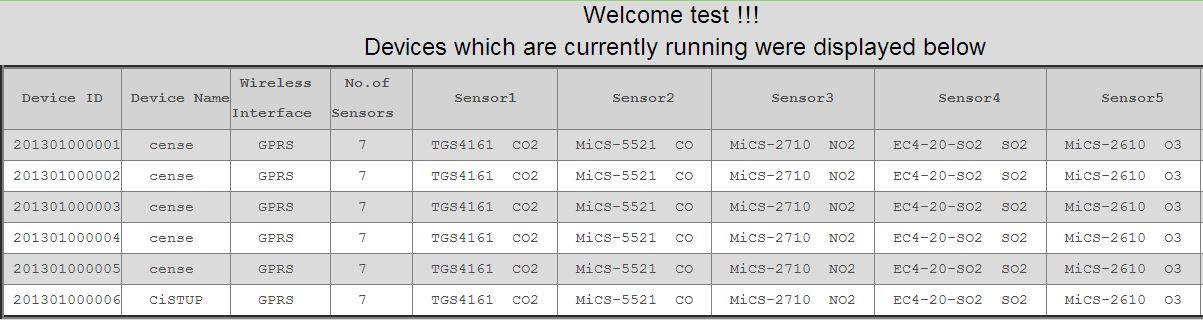 Welcome test !!!
Devices which are currently running were displayed below
Device ID Device Name Wireless Interface No.of Sensors Sensor1 Sensor2 Sensor3 Sensor4 Sensor5
201301000001 cense GPRS 7 TGS4161 CO2 MiCS-5521 CO MiCS-2710 NO2 EC4-20-SO2 SO2 MiCS-2610 O3
201301000002 cense GPRS 7 TGS4161 CO2 MiCS-5521 CO MiCS-2710 NO2 EC4-20-SO2 SO2 MiCS-2610 O3
201301000003 cense GPRS 7 TGS4161 CO2 MiCS-5521 CO MiCS-2710 NO2 EC4-20-SO2 SO2 MiCS-2610 O3
201301000004 cense GPRS 7 TGS4161 CO2 MiCS-5521 CO MiCS-2710 NO2 EC4-20-SO2 SO2 MiCS-2610 O3
201301000005 cense GPRS 7 TGS4161 CO2 MiCS-5521 CO MiCS-2710 NO2 EC4-20-SO2 SO2 MiCS-2610 O3
201301000006 CiSTUP GPRS 7 TGS4161 CO2 MiCS-5521 CO MiCS-2710 NO2 EC4-20-SO2 SO2 MiCS-2610 O3